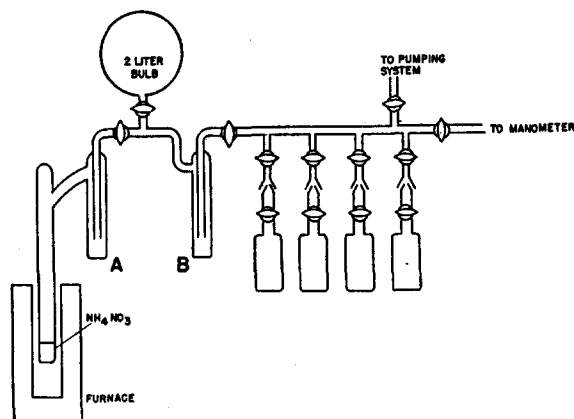 2 LITER
BULB
TO PUMPING
SYSTEM
TO MANOMETER
A
B
NH₄NO₃
FURNACE